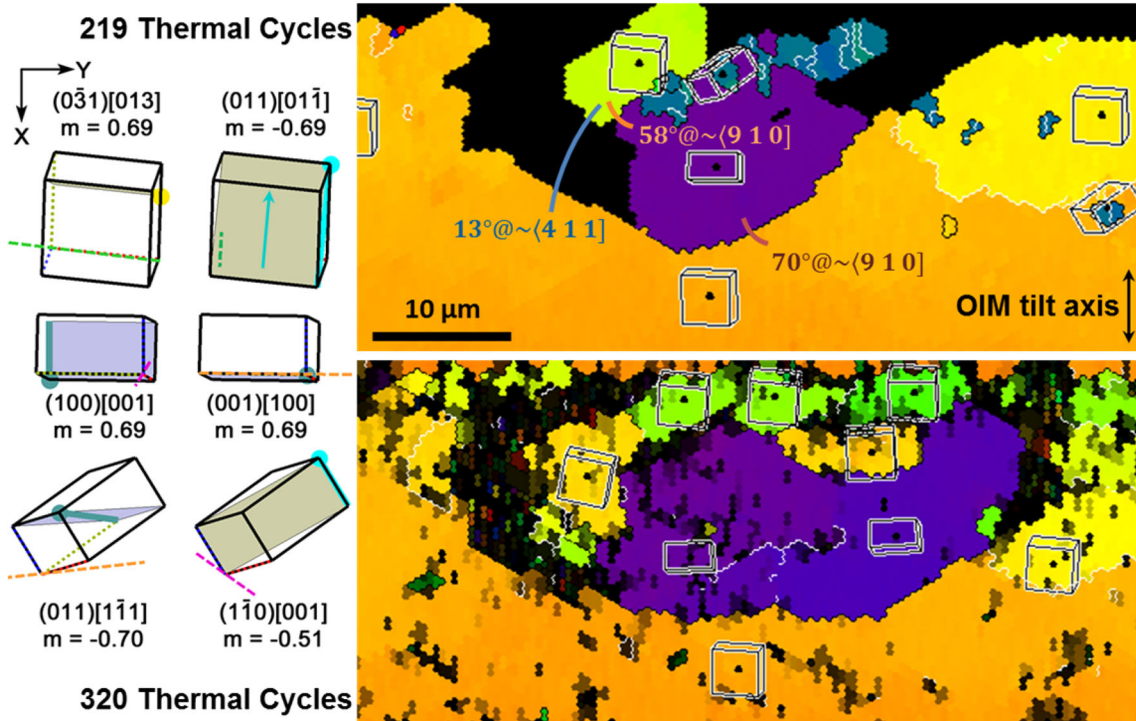 219 Thermal Cycles
Y
X
(03̄1)[013]
m = 0.69
(011)[011̄]
m = -0.69
(100)[001]
m = 0.69
(001)[100]
m = 0.69
(011)[11̄1]
m = -0.70
(11̄0)[001]
m = -0.51
320 Thermal Cycles
58°@~⟨9 1 0]
13°@~⟨4 1 1]
70°@~⟨9 1 0]
10 µm
OIM tilt axis